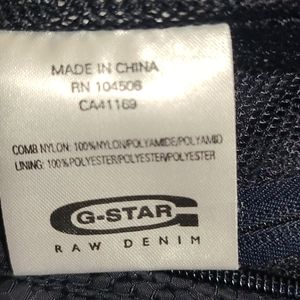 MADE IN CHINA
RN 104506
CA41169
COMB NYLON: 100%NYLON/POLYAMIDE/POLYAMID
LINING: 100%POLYESTER/POLYESTER/POLYESTER
G-STAR
RAW DENIM